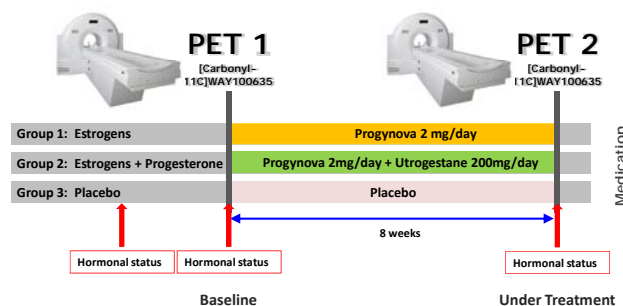 PET 1
[Carbonyl-
11C]WAY100635
PET 2
[Carbonyl-
11C]WAY100635
Group 1: Estrogens
Progynova 2 mg/day
Group 2: Estrogens + Progesterone
Progynova 2mg/day + Utrogestane 200mg/day
Group 3: Placebo
Placebo
Medication
8 weeks
Hormonal status
Hormonal status
Hormonal status
Baseline
Under Treatment